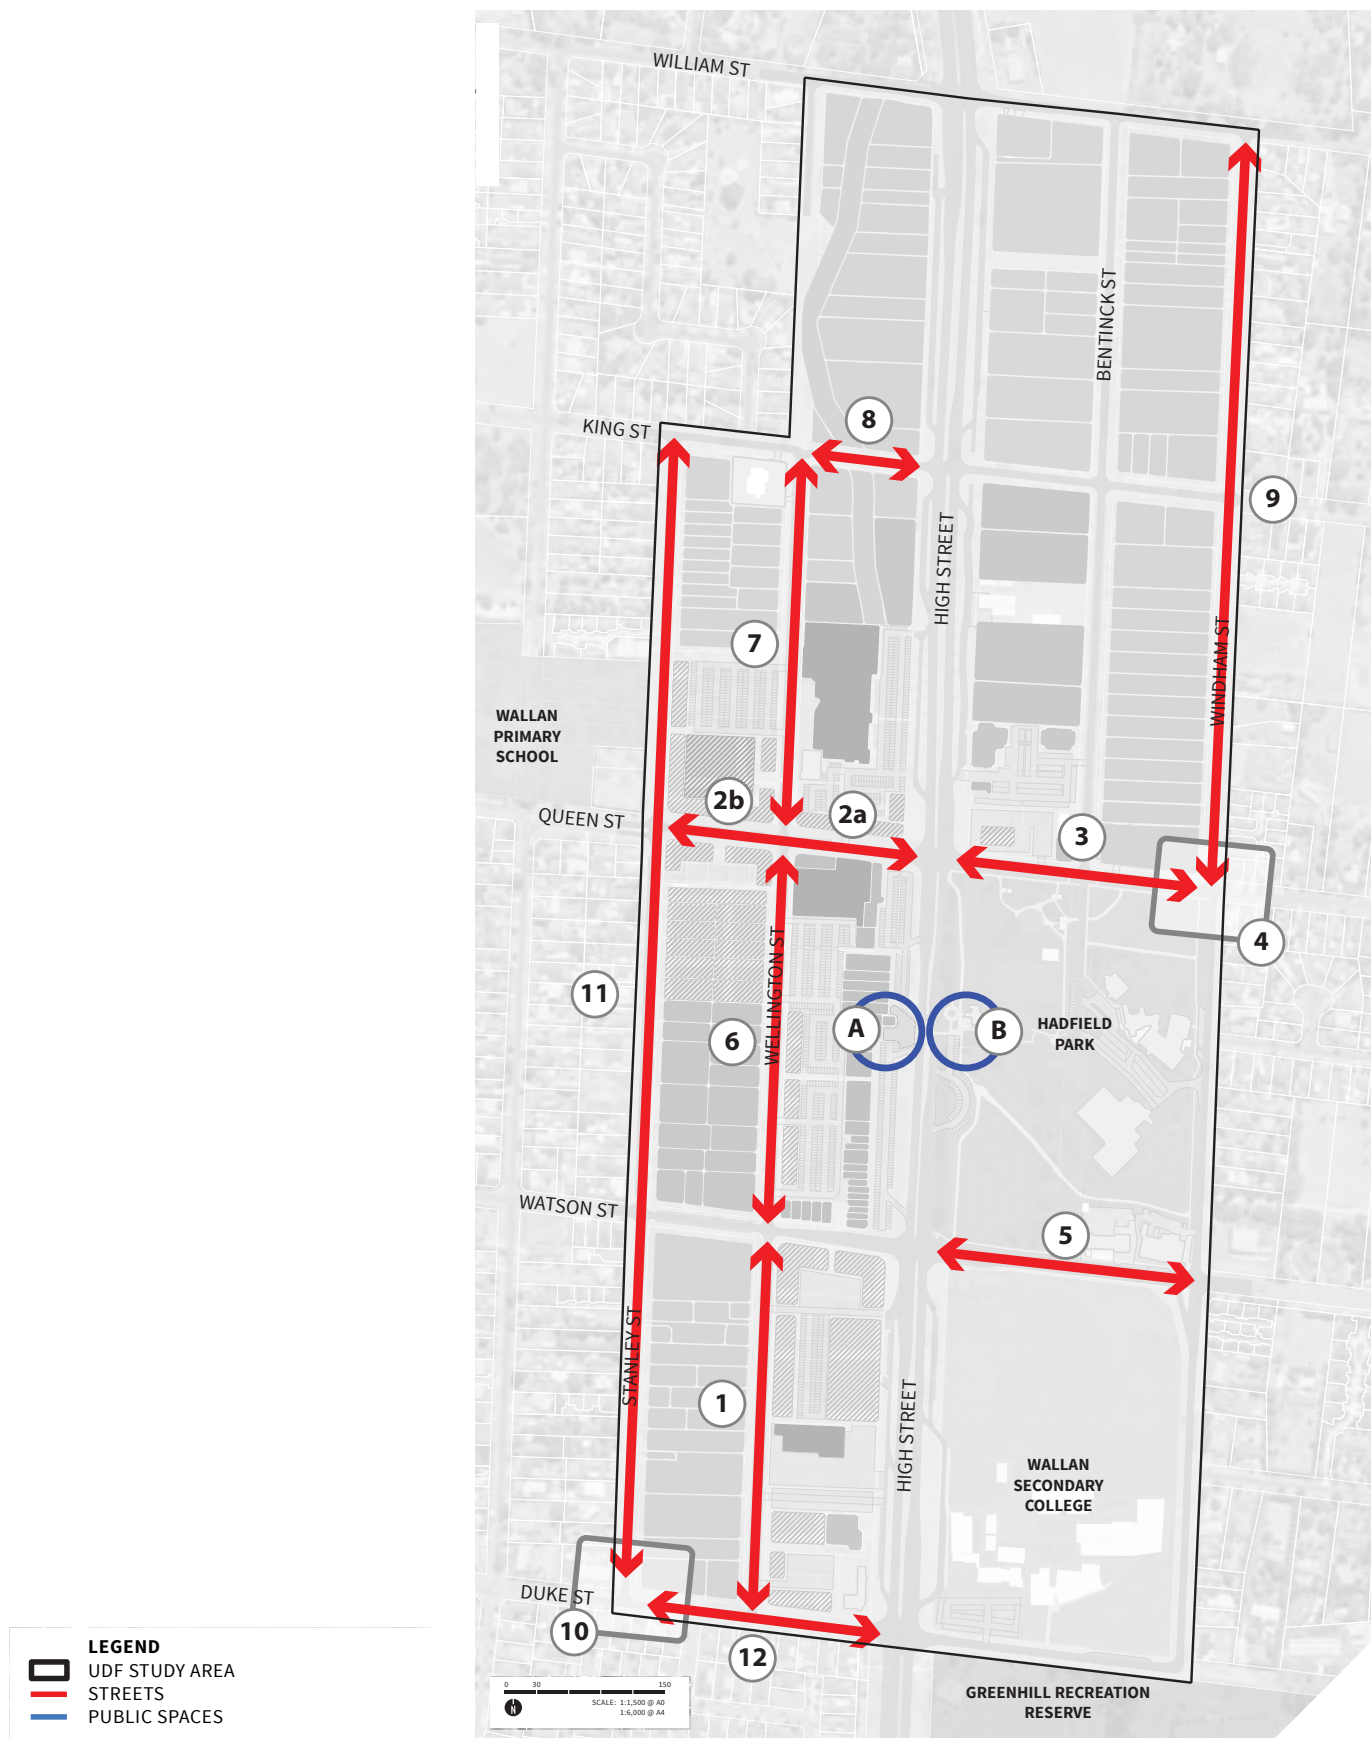 WILLIAM ST
BENTINCK ST
8
KING ST
9
HIGH STREET
7
WINDHAM ST
WALLAN
PRIMARY
SCHOOL
2b
2a
QUEEN ST
3
4
WELLINGTON ST
11
A
B
HADFIELD
PARK
6
WATSON ST
5
STANLEY ST
1
HIGH STREET
WALLAN
SECONDARY
COLLEGE
DUKE ST
10
12
LEGEND
UDF STUDY AREA
STREETS
PUBLIC SPACES
0 30 150
SCALE: 1:1,500 @ A0
1:6,000 @ A4
N
GREENHILL RECREATION
RESERVE